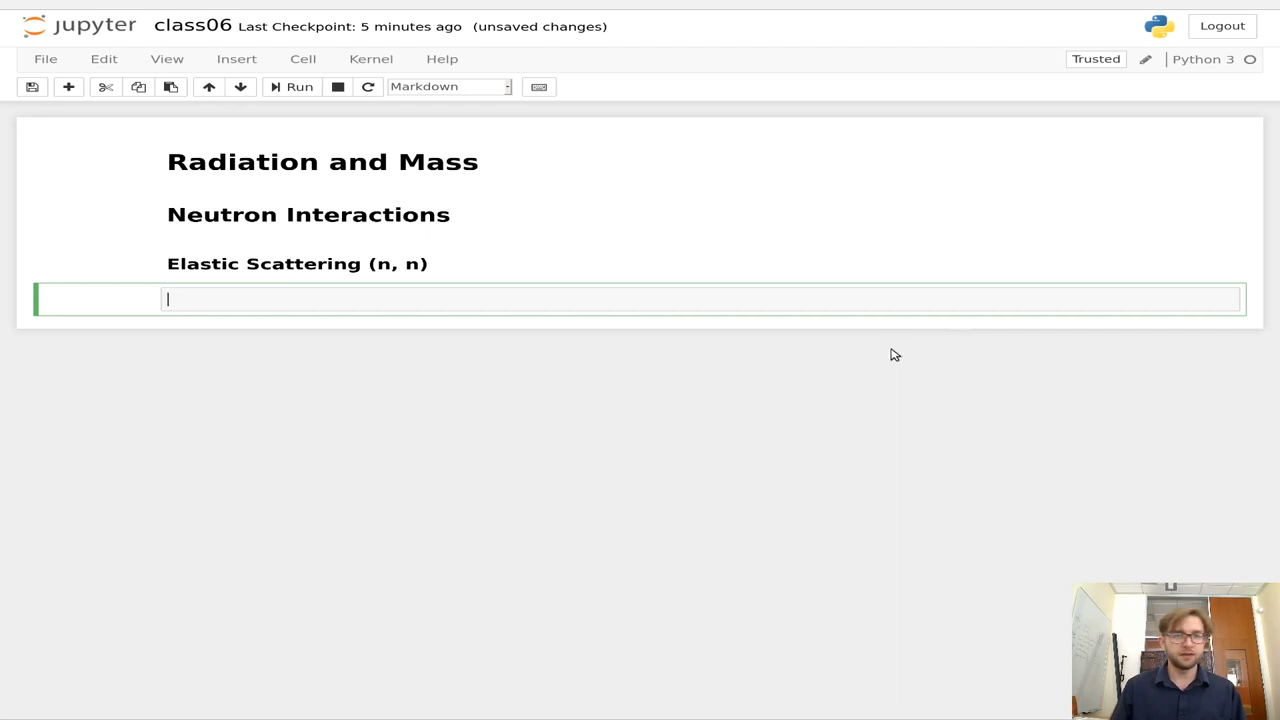 jupyter class06 Last Checkpoint: 5 minutes ago (unsaved changes) Logout
File Edit View Insert Cell Kernel Help Trusted Python 3
Run Markdown
Radiation and Mass
Neutron Interactions
Elastic Scattering (n, n)